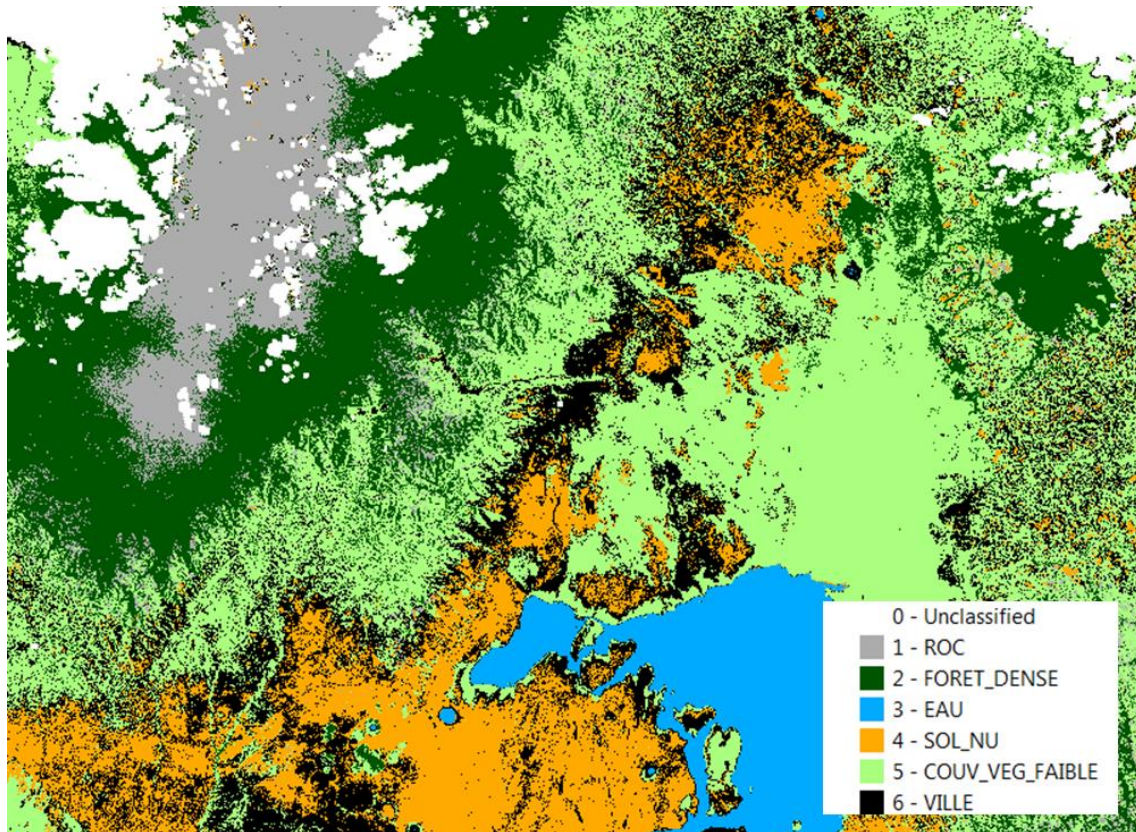 0 - Unclassified
1 - ROC
2 - FORET_DENSE
3 - EAU
4 - SOL_NU
5 - COUV_VEG_FAIBLE
6 - VILLE